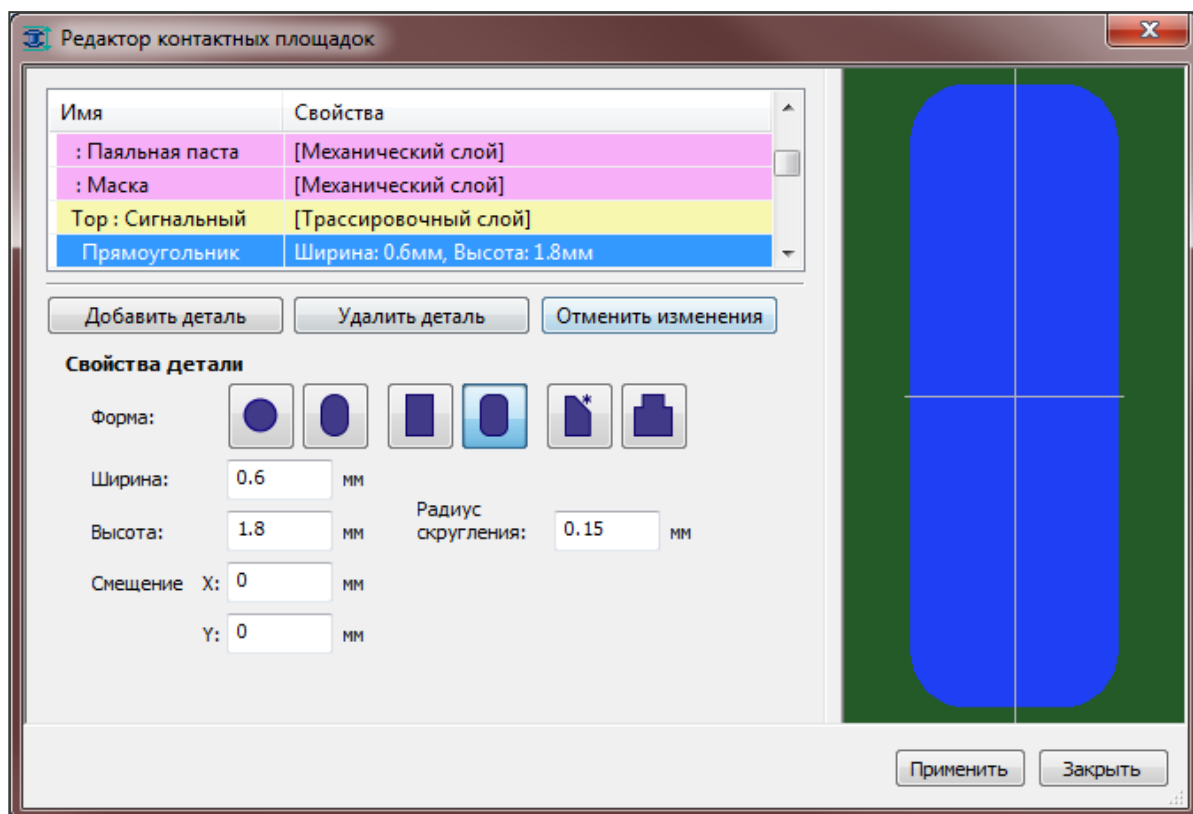 Редактор контактных площадок
Имя Свойства
: Паяльная паста [Механический слой]
: Маска [Механический слой]
Top : Сигнальный [Трассировочный слой]
Прямоугольник Ширина: 0.6мм, Высота: 1.8мм
Добавить деталь Удалить деталь Отменить изменения
Свойства детали
Форма:
Ширина: 0.6 мм
Радиус
Высота: 1.8 мм скругления: 0.15 мм
Смещение X: 0 мм
Y: 0 мм
Применить Закрыть